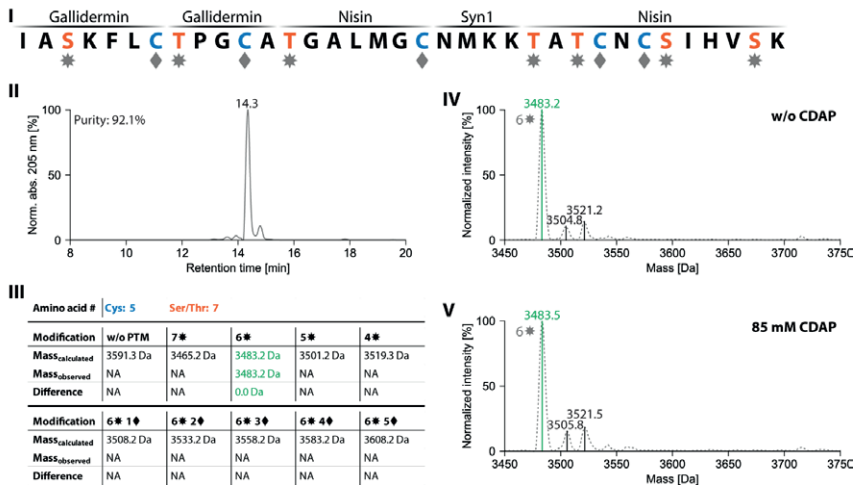 I
Gallidermin Gallidermin Nisin Syn1 Nisin
I A S K F L C T P G C A T G A L M G C N M K K T A T C N C S I H V S K
II
Purity: 92.1%
14.3
Norm. abs. 205 nm [%]
100
50
0
8 10 12 14 16 18 20
Retention time [min]
III
Amino acid # Cys: 5 Ser/Thr: 7
Modification w/o PTM 7✸ 6✸ 5✸ 4✸
Mass calculated 3591.3 Da 3465.2 Da 3483.2 Da 3501.2 Da 3519.3 Da
Mass observed NA NA 3483.2 Da NA NA
Difference NA NA 0.0 Da NA NA
Modification 6✸ 1♦ 6✸ 2♦ 6✸ 3♦ 6✸ 4♦ 6✸ 5♦
Mass calculated 3508.2 Da 3533.2 Da 3558.2 Da 3583.2 Da 3608.2 Da
Mass observed NA NA NA NA NA
Difference NA NA NA NA NA
IV
3483.2
6✸
w/o CDAP
3504.8
3521.2
Normalized intensity [%]
100
50
0
3450 3500 3550 3600 3650 3700 3750
Mass [Da]
V
3483.5
6✸
85 mM CDAP
3505.8
3521.5
Normalized intensity [%]
100
50
0
3450 3500 3550 3600 3650 3700 3750
Mass [Da]